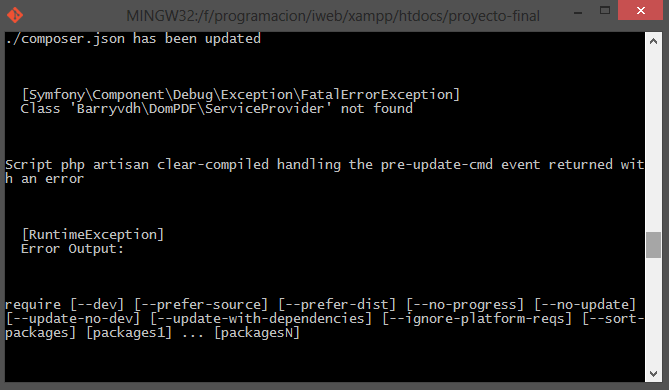 MINGW32:/f/programacion/iweb/xampp/htdocs/proyecto-final
./composer.json has been updated
[Symfony\Component\Debug\Exception\FatalErrorException]
Class 'Barryvdh\DomPDF\ServiceProvider' not found
Script php artisan clear-compiled handling the pre-update-cmd event returned wit
h an error
[RuntimeException]
Error Output:
require [--dev] [--prefer-source] [--prefer-dist] [--no-progress] [--no-update]
[--update-no-dev] [--update-with-dependencies] [--ignore-platform-reqs] [--sort-
packages] [packages1] ... [packagesN]